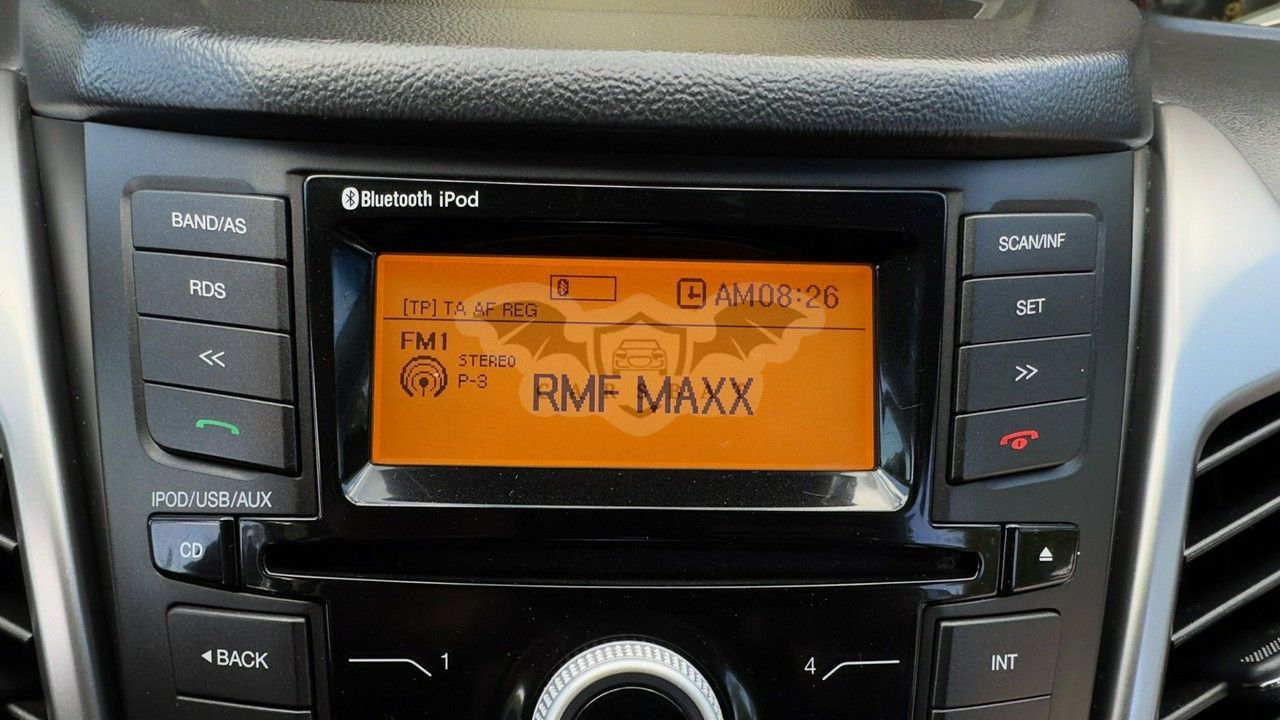 Bluetooth iPod
BAND/AS
SCAN/INF
AM08:26
[TP] TA AF REG
RDS
SET
FM1
STEREO
P-3
RMF MAXX
IPOD/USB/AUX
CD
BACK
1
4
INT